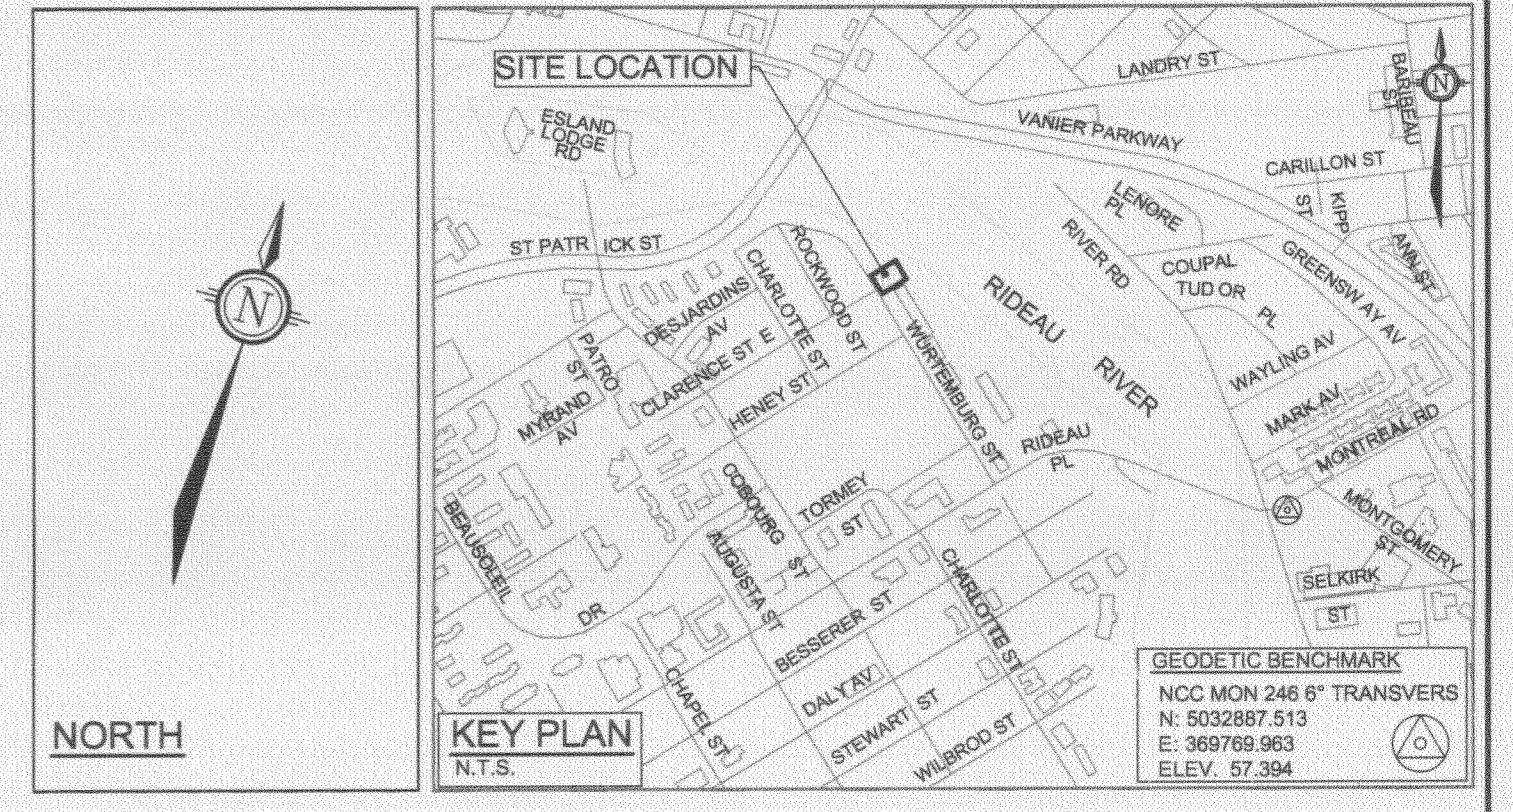 N
NORTH
SITE LOCATION
ESLAND
LODGE
RD
LANDRY ST
BARIBEAU
ST
N
VANIER PARKWAY
CARILLON ST
KIPP
ST
LENORE
PL
RIVER RD
ST PATR ICK ST
ROCKWOOD ST
CHARLOTTE ST
DESJARDINS
AV
COUPAL
TUD OR
PL
GREENSW AY AV
ANN ST
RIDEAU
RIVER
WURTEMBURG ST
CLARENCE ST E
HENEY ST
PATRO
ST
MYRAND
AV
WAYLING AV
MARK AV
MONTREAL RD
RIDEAU
PL
COBOURG ST
TORMEY
ST
BEAUSOLEIL
DR
AUGUSTA ST
CHARLOTTE ST
MONTGOMERY
ST
SELKIRK
ST
BESSERER ST
DALY AV
CHAPEL ST
STEWART ST
WILBROD ST
KEY PLAN
N.T.S.
GEODETIC BENCHMARK
NCC MON 246 6° TRANSVERS
N: 5032887.513
E: 369769.963
ELEV. 57.394